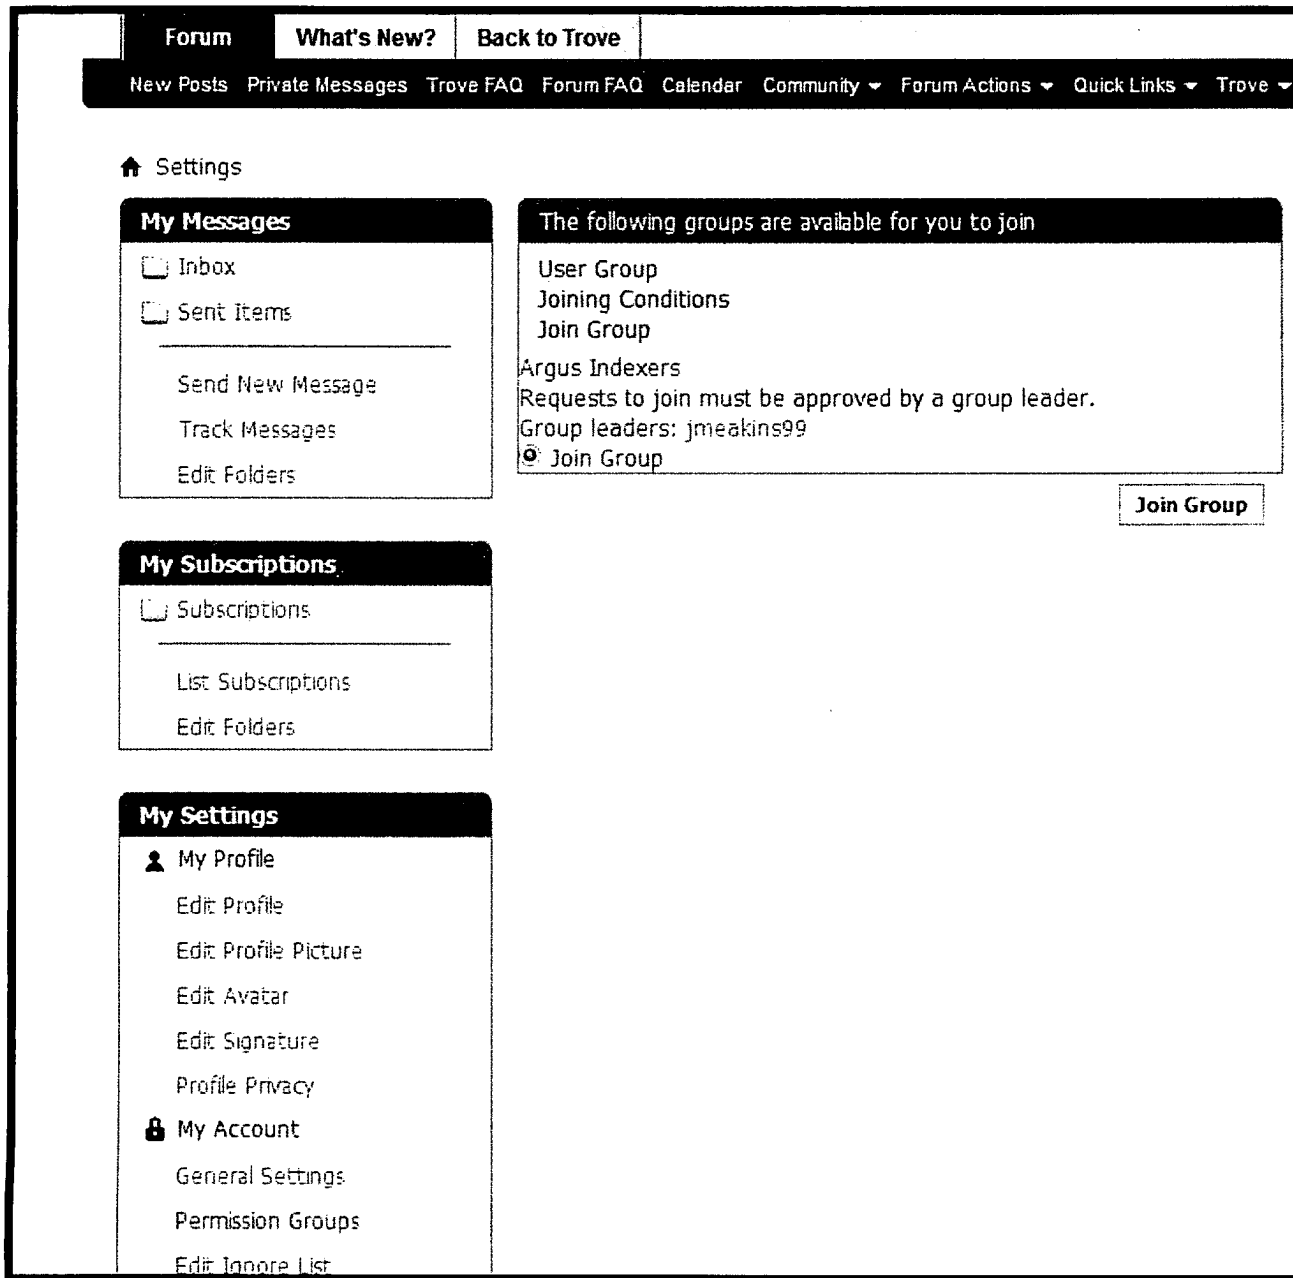 Forum What's New? Back to Trove
New Posts Private Messages Trove FAQ Forum FAQ Calendar Community Forum Actions Quick Links Trove
Settings
My Messages
Inbox
Sent Items
Send New Message
Track Messages
Edit Folders
The following groups are available for you to join
User Group
Joining Conditions
Join Group
Argus Indexers
Requests to join must be approved by a group leader.
Group leaders: jmeakins99
Join Group
Join Group
My Subscriptions
Subscriptions
List Subscriptions
Edit Folders
My Settings
My Profile
Edit Profile
Edit Profile Picture
Edit Avatar
Edit Signature
Profile Privacy
My Account
General Settings
Permission Groups
Edit Ignore List